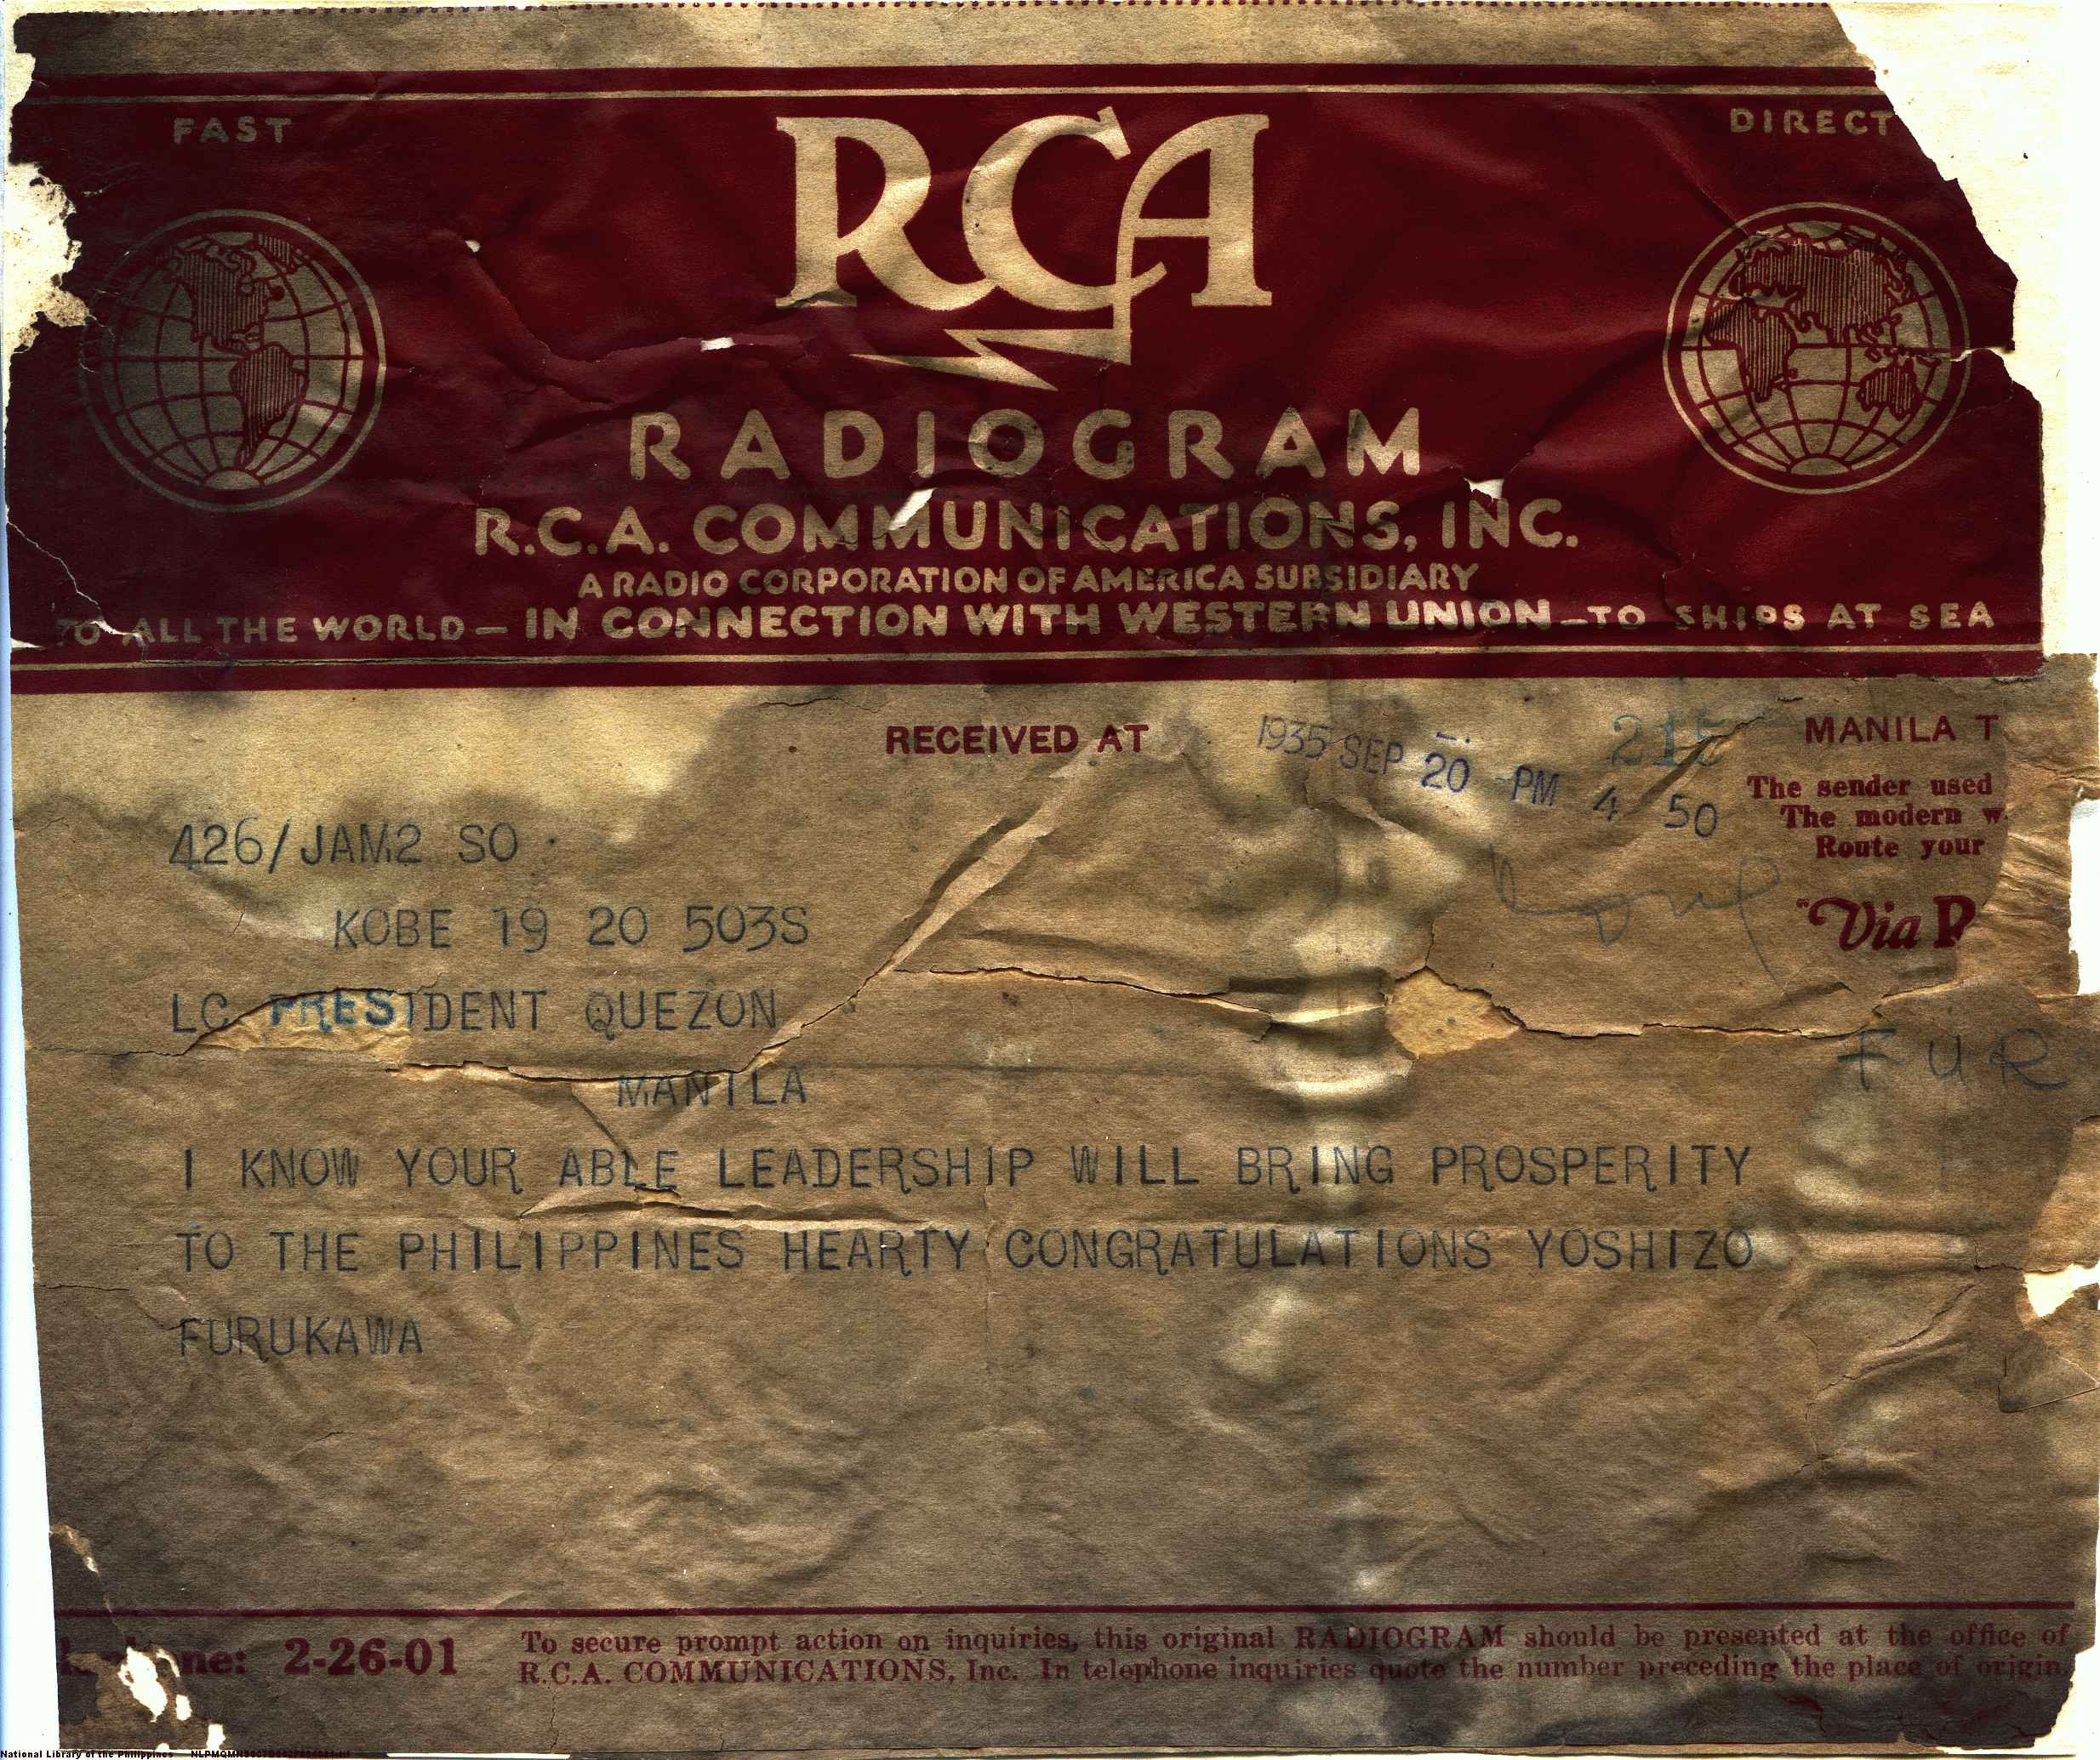 FAST
DIRECT
RCA
RADIOGRAM
R.C.A. COMMUNICATIONS, INC.
A RADIO CORPORATION OF AMERICA SUBSIDIARY
TO ALL THE WORLD — IN CONNECTION WITH WESTERN UNION — TO SHIPS AT SEA
RECEIVED AT
1935 SEP 20 PM 4 50
215
MANILA T
The sender used
The modern w
Route your
"Via R
426/JAM2 SO
KOBE 19 20 503S
LC PRESIDENT QUEZON
MANILA
FUR
I KNOW YOUR ABLE LEADERSHIP WILL BRING PROSPERITY
TO THE PHILIPPINES HEARTY CONGRATULATIONS YOSHIZO
FURUKAWA
ne: 2-26-01
To secure prompt action on inquiries, this original RADIOGRAM should be presented at the office of
R.C.A. COMMUNICATIONS, Inc. In telephone inquiries quote the number preceding the place of origin.
National Library of the Philippines